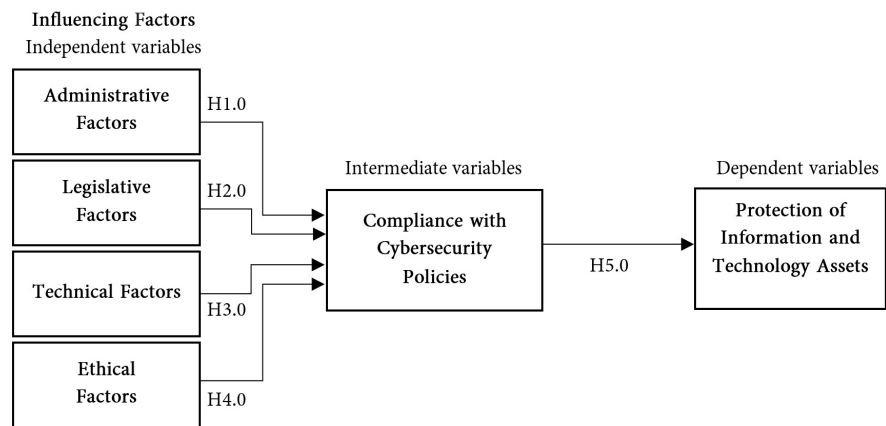 Influencing Factors
Independent variables
Administrative
Factors
H1.0
Legislative
Factors
H2.0
Technical Factors
H3.0
Ethical
Factors
H4.0
Intermediate variables
Compliance with
Cybersecurity
Policies
H5.0
Dependent variables
Protection of
Information and
Technology Assets